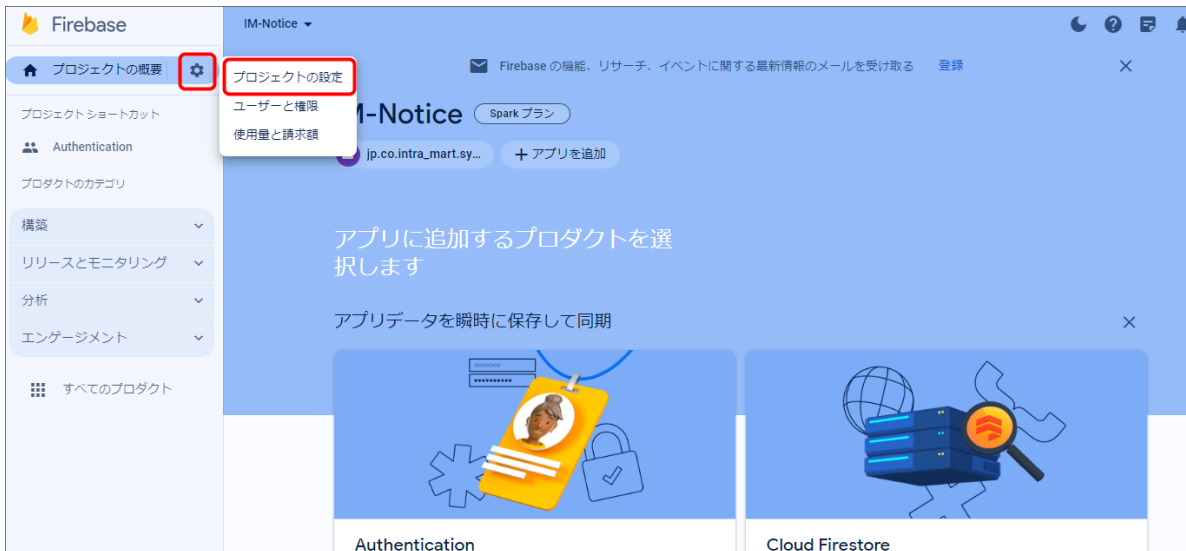 Firebase
IM-Notice
プロジェクトの概要
プロジェクトの設定
ユーザーと権限
使用量と請求額
Firebase の機能、リサーチ、イベントに関する最新情報のメールを受け取る 登録
プロジェクト ショートカット
Authentication
プロダクトのカテゴリ
構築
リリースとモニタリング
分析
エンゲージメント
すべてのプロダクト
M-Notice Spark プラン
jp.co.intra_mart.sy... + アプリを追加
アプリに追加するプロダクトを選
択します
アプリデータを瞬時に保存して同期
Authentication
Cloud Firestore